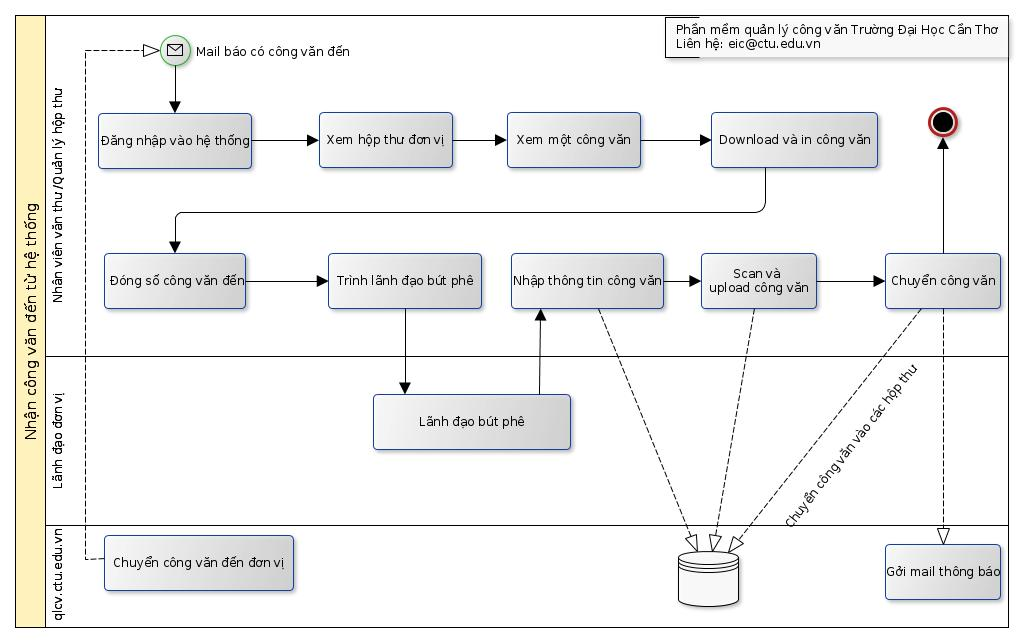 Nhận công văn đến từ hệ thống
Nhân viên văn thư /Quản lý hộp thư
Mail báo có công văn đến
Phần mềm quản lý công văn Trường Đại Học Cần Thơ
Liên hệ: eic@ctu.edu.vn
Đăng nhập vào hệ thống
Xem hộp thư đơn vị
Xem một công văn
Download và in công văn
Đóng số công văn đến
Trình lãnh đạo bút phê
Nhập thông tin công văn
Scan và
upload công văn
Chuyển công văn
Lãnh đạo đơn vị
Lãnh đạo bút phê
Chuyển công văn vào các hộp thư
qlcv.ctu.edu.vn
Chuyển công văn đến đơn vị
Gởi mail thông báo